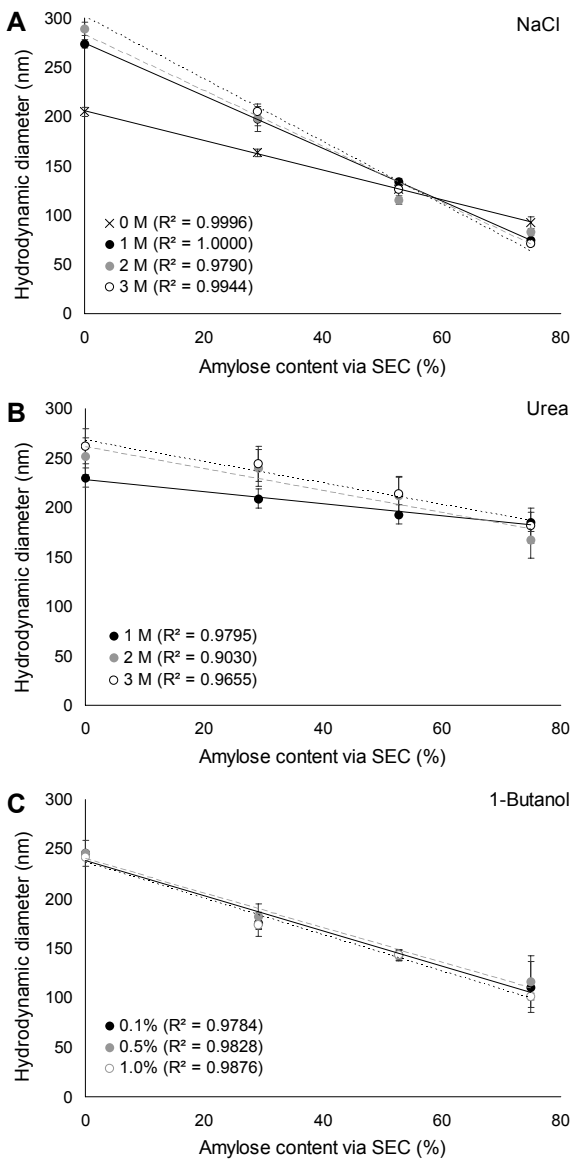 A
NaCl
Hydrodynamic diameter (nm)
300
250
200
150
100
50
0
× 0 M (R² = 0.9996)
● 1 M (R² = 1.0000)
● 2 M (R² = 0.9790)
○ 3 M (R² = 0.9944)
0 20 40 60 80
Amylose content via SEC (%)
B
Urea
Hydrodynamic diameter (nm)
300
250
200
150
100
50
0
● 1 M (R² = 0.9795)
● 2 M (R² = 0.9030)
○ 3 M (R² = 0.9655)
0 20 40 60 80
Amylose content via SEC (%)
C
1-Butanol
Hydrodynamic diameter (nm)
300
250
200
150
100
50
0
● 0.1% (R² = 0.9784)
● 0.5% (R² = 0.9828)
○ 1.0% (R² = 0.9876)
0 20 40 60 80
Amylose content via SEC (%)